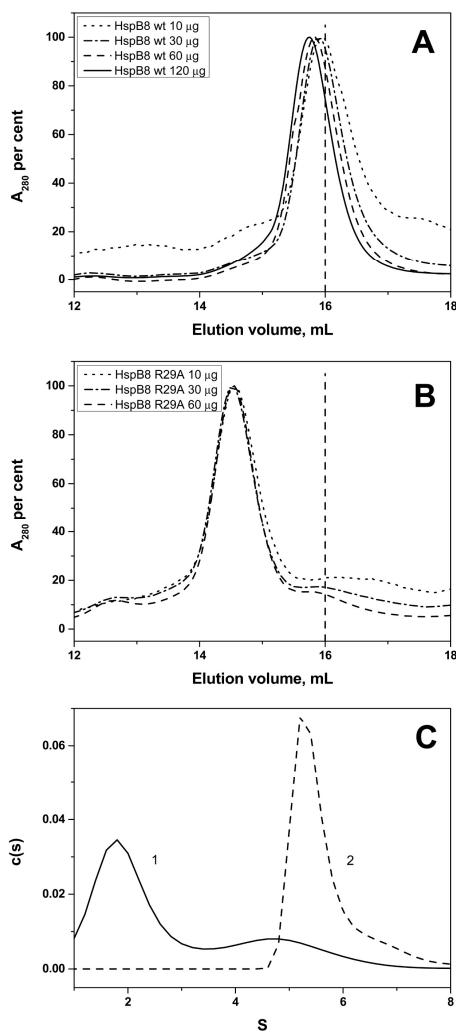 HspB8 wt 10 μg
HspB8 wt 30 μg
HspB8 wt 60 μg
HspB8 wt 120 μg
A
100
80
60
40
20
0
A280 per cent
12
14
16
18
Elution volume, mL
HspB8 R29A 10 μg
HspB8 R29A 30 μg
HspB8 R29A 60 μg
B
100
80
60
40
20
0
A280 per cent
12
14
16
18
Elution volume, mL
C
0.06
0.04
0.02
0.00
c(s)
1
2
2
4
6
8
S